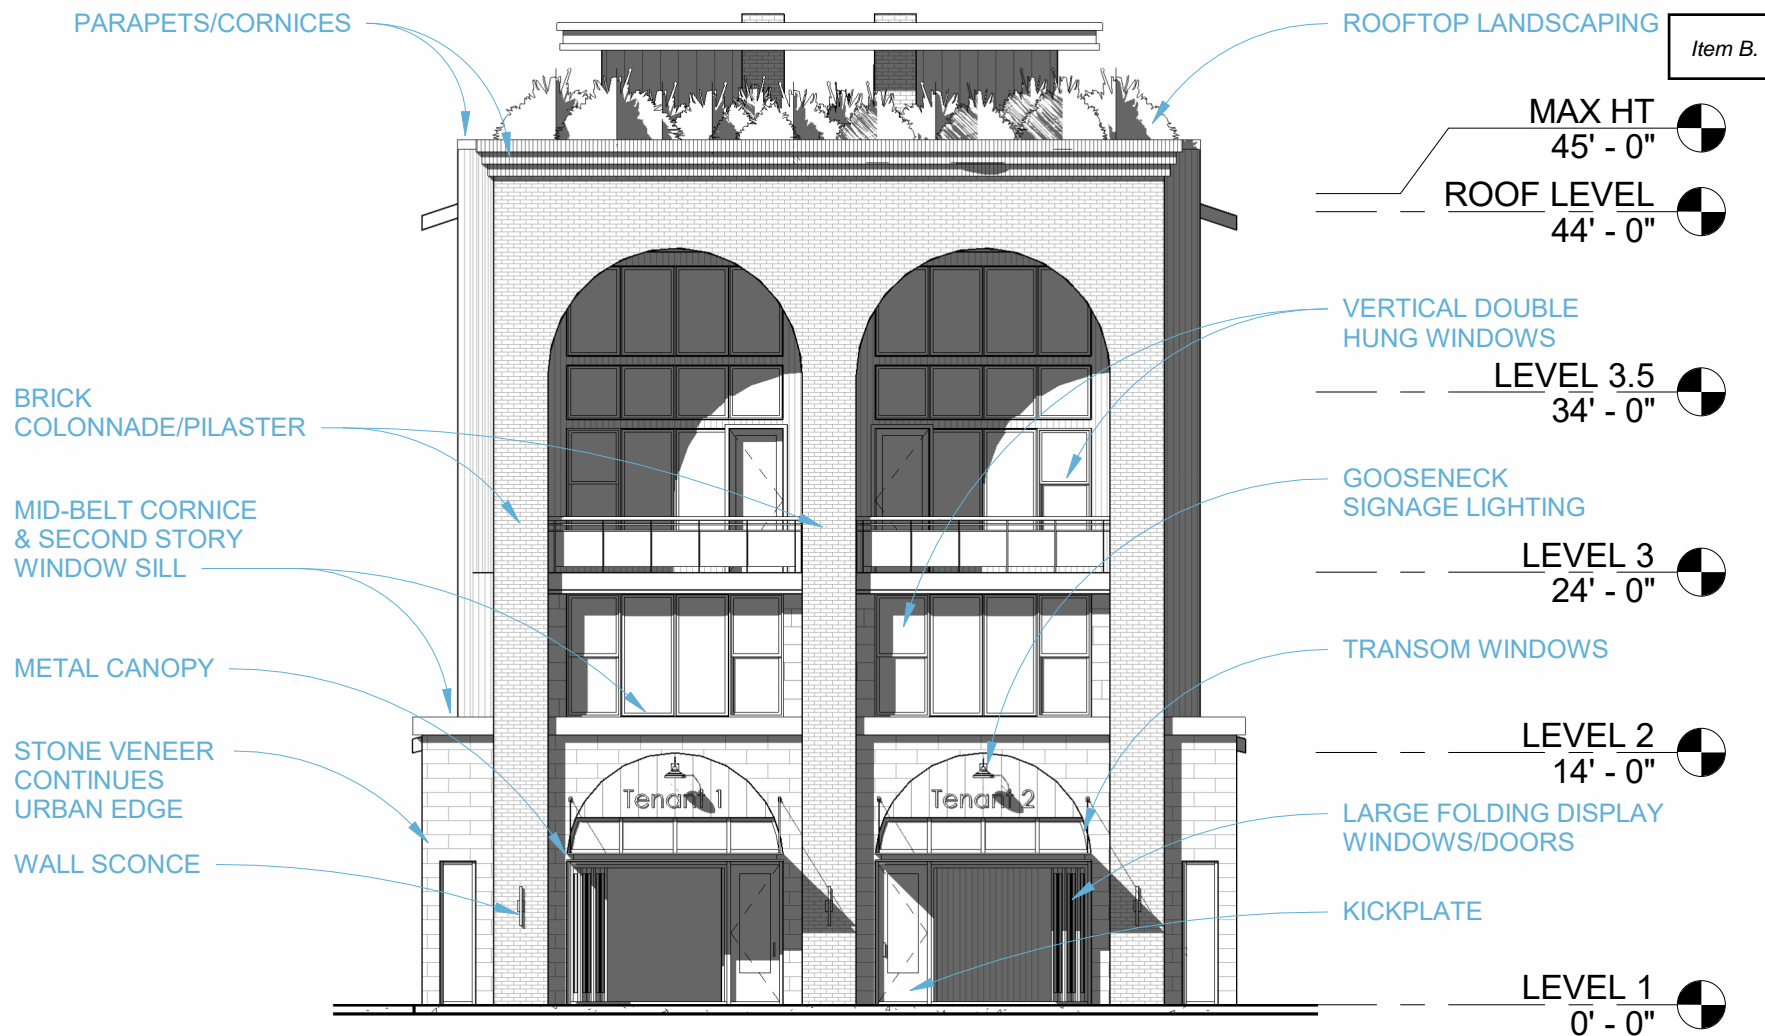 PARAPETS/CORNICES
ROOFTOP LANDSCAPING
Item B.
MAX HT
45' - 0"
ROOF LEVEL
44' - 0"
VERTICAL DOUBLE
HUNG WINDOWS
LEVEL 3.5
34' - 0"
BRICK
COLONNADE/PILASTER
GOOSENECK
SIGNAGE LIGHTING
MID-BELT CORNICE
& SECOND STORY
WINDOW SILL
LEVEL 3
24' - 0"
METAL CANOPY
TRANSOM WINDOWS
STONE VENEER
CONTINUES
URBAN EDGE
LEVEL 2
14' - 0"
Tenant 1
Tenant 2
LARGE FOLDING DISPLAY
WINDOWS/DOORS
WALL SCONCE
KICKPLATE
LEVEL 1
0' - 0"